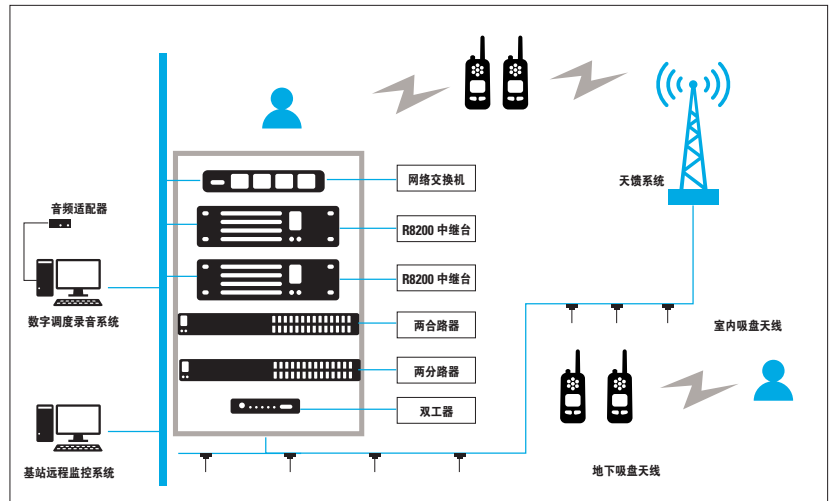 网络交换机
天馈系统
音频适配器
R8200 中继台
R8200 中继台
数字调度录音系统
两合路器
室内吸盘天线
两分路器
双工器
基站远程监控系统
地下吸盘天线